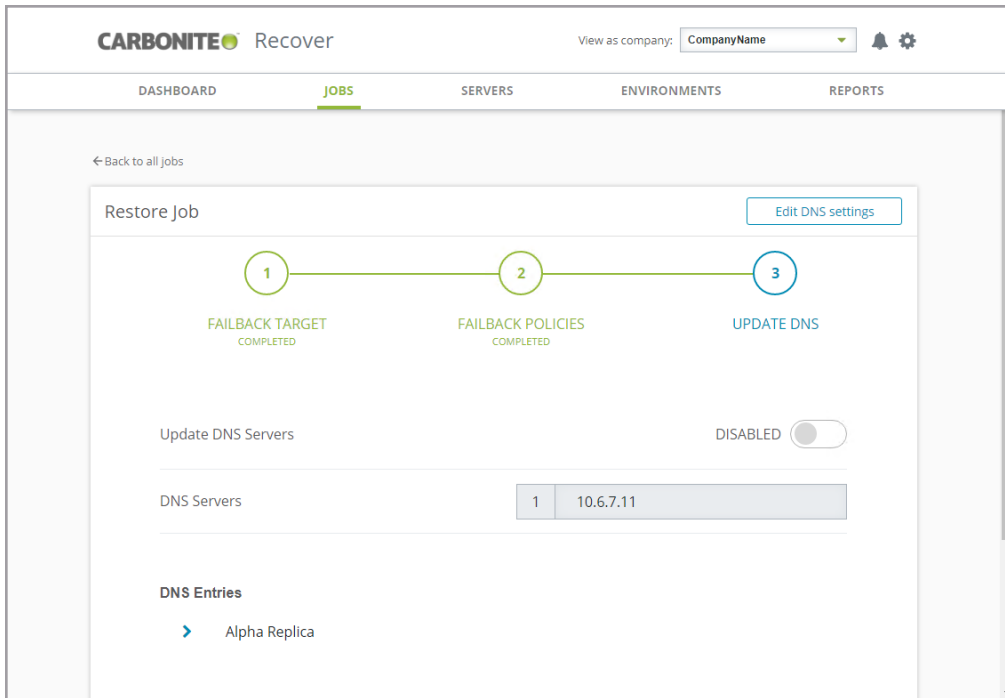 CARBONITE Recover
View as company: CompanyName
DASHBOARD JOBS SERVERS ENVIRONMENTS REPORTS
Back to all jobs
Restore Job
Edit DNS settings
1 2 3
FAILBACK TARGET FAILBACK POLICIES UPDATE DNS
COMPLETED COMPLETED
Update DNS Servers DISABLED
DNS Servers 1 10.6.7.11
DNS Entries
Alpha Replica